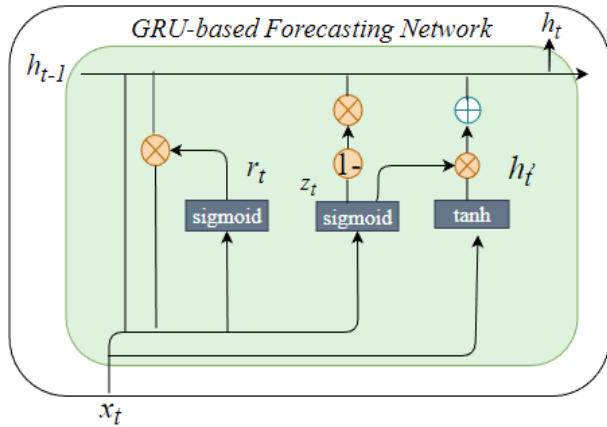 GRU-based Forecasting Network
h_t
h_{t-1}
r_t
z_t
1-
h_t'
sigmoid
sigmoid
tanh
x_t